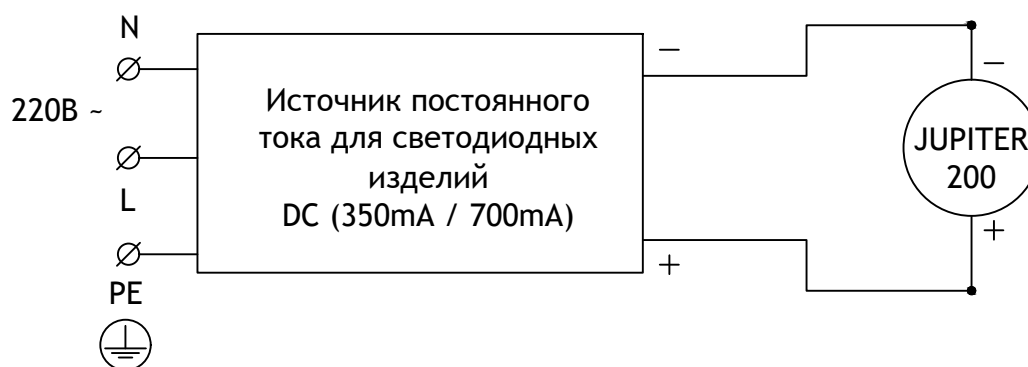 N
220В ~
L
PE
Источник постоянного
тока для светодиодных
изделий
DC (350mA / 700mA)
−
+
−
JUPITER
200
+